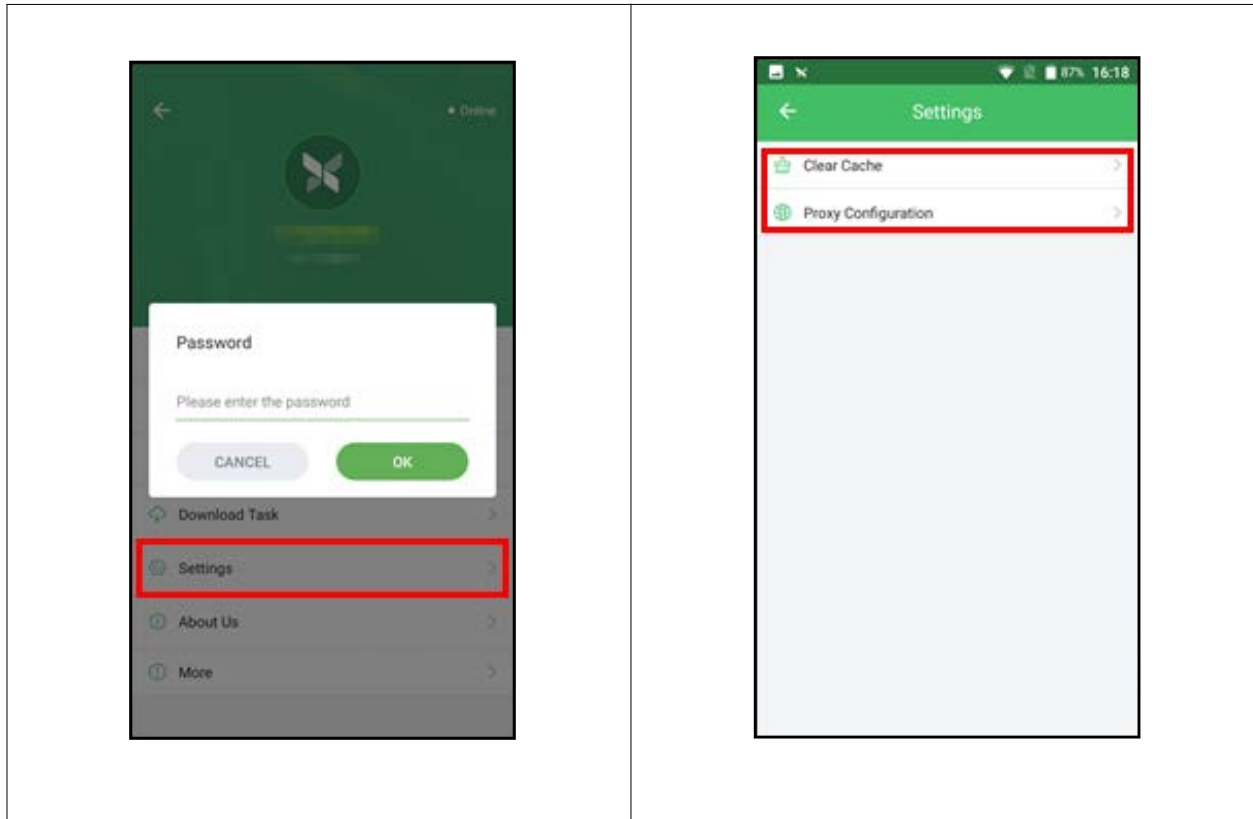 Online
Password
Please enter the password
CANCEL OK
Download Task
Settings
About Us
More
87% 16:18
Settings
Clear Cache
Proxy Configuration